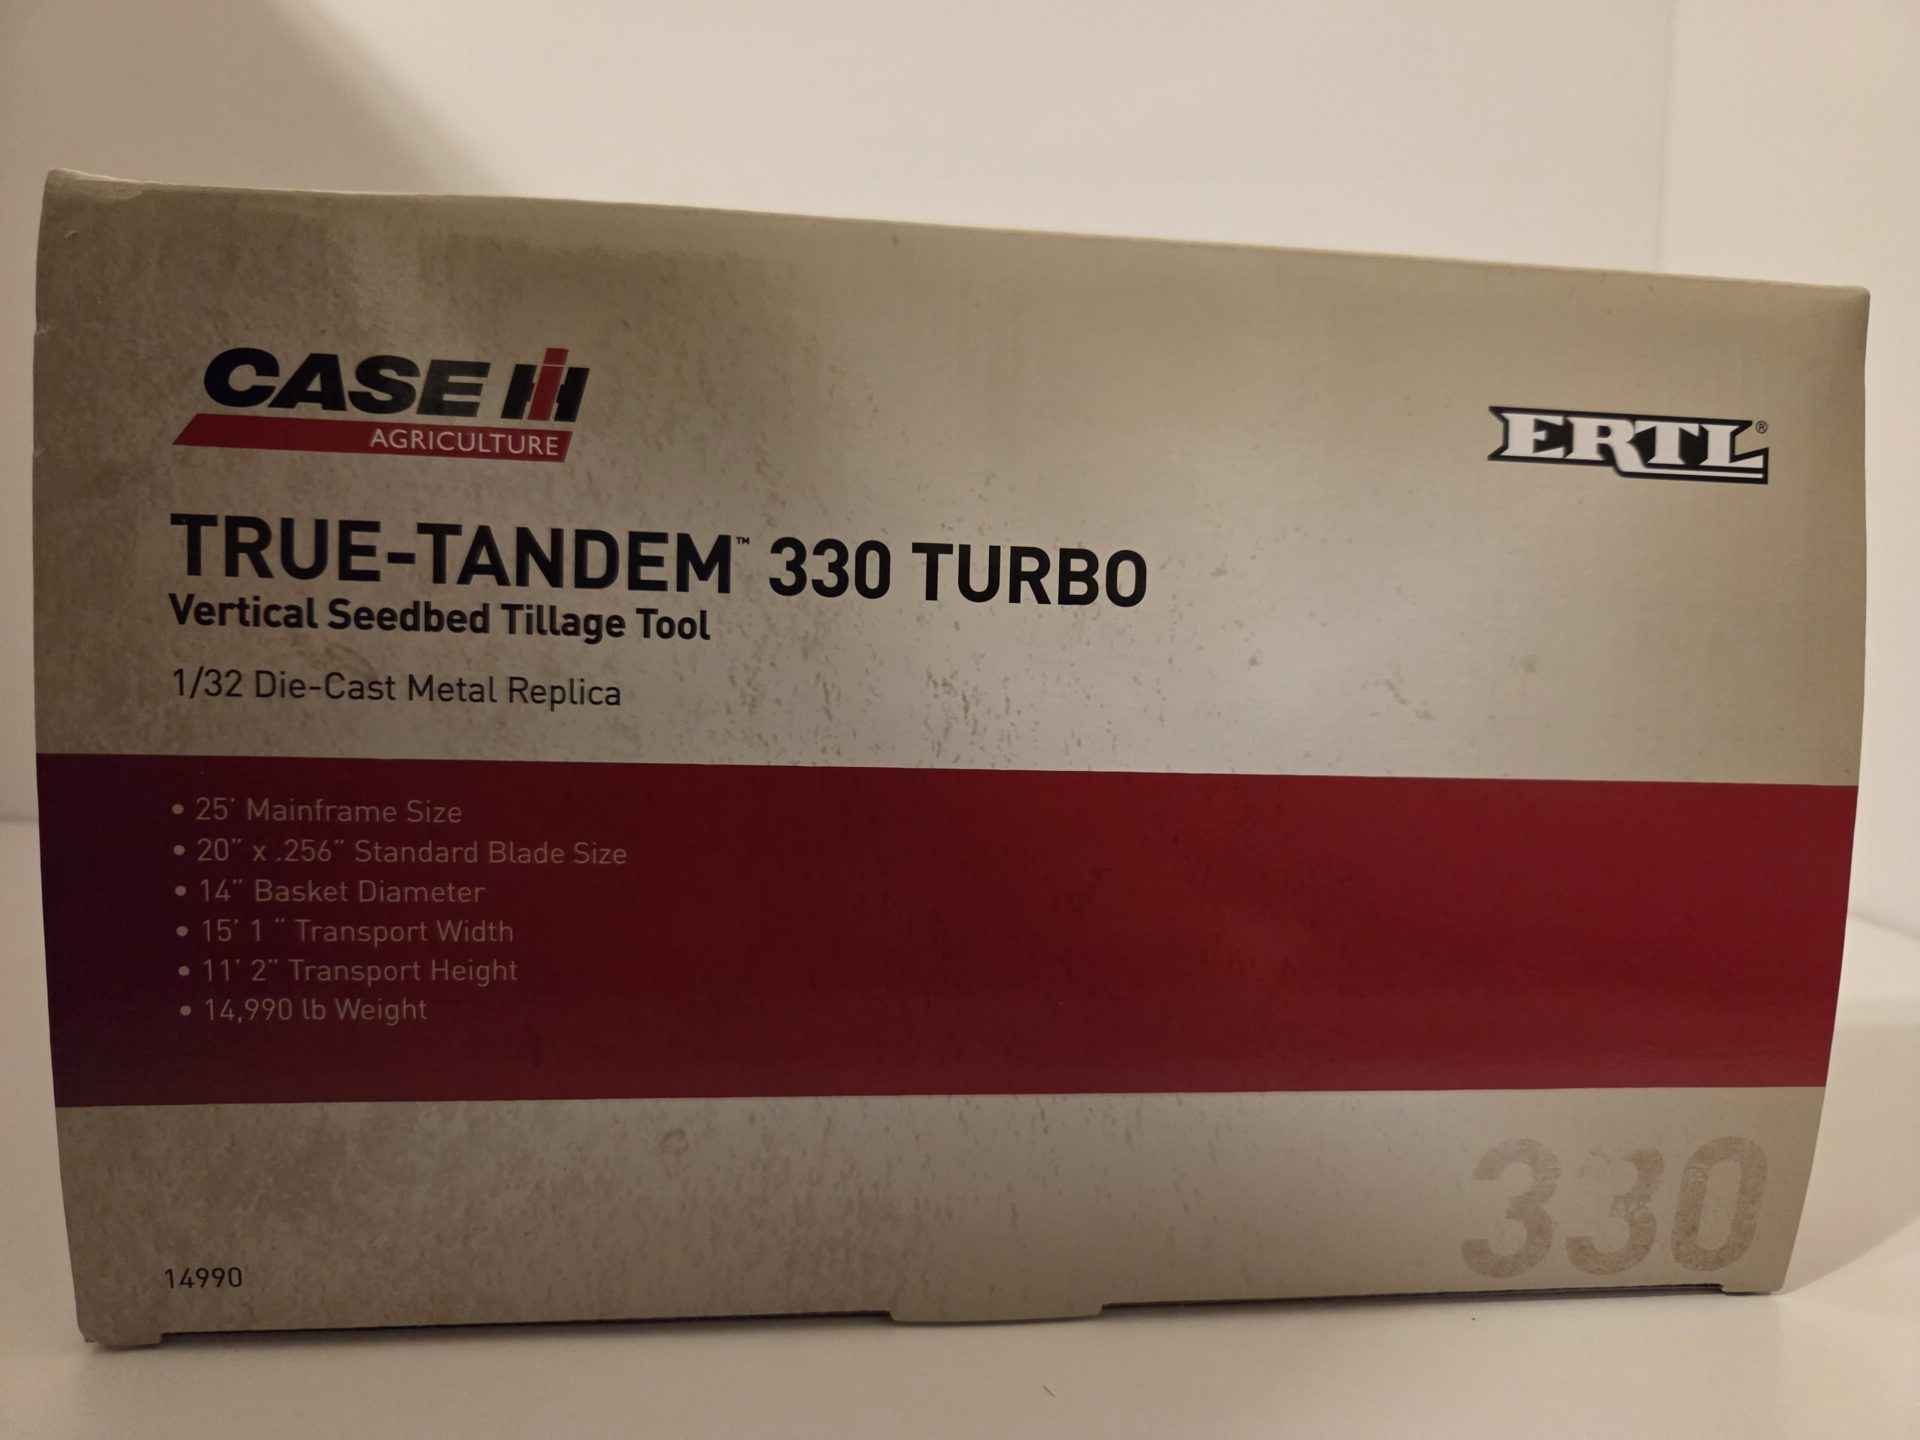 CASE IH
AGRICULTURE
ERTL®
TRUE-TANDEM™ 330 TURBO
Vertical Seedbed Tillage Tool
1/32 Die-Cast Metal Replica
• 25' Mainframe Size
• 20" x .256" Standard Blade Size
• 14" Basket Diameter
• 15' 1 " Transport Width
• 11' 2" Transport Height
• 14,990 lb Weight
330
14990